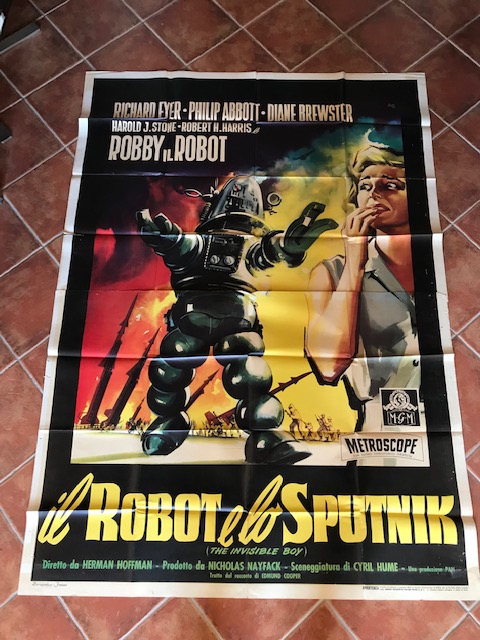 RICHARD EYER · PHILIP ABBOTT · DIANE BREWSTER
HAROLD J. STONE - ROBERT H. HARRIS e
ROBBY IL ROBOT
M-G-M
METROSCOPE
il ROBOT e lo SPUTNIK
(THE INVISIBLE BOY)
Diretto da HERMAN HOFFMAN - Prodotto da NICHOLAS NAYFACK - Sceneggiatura di CYRIL HUME - Una produzione PAN
Tratto dal racconto di EDMUND COOPER